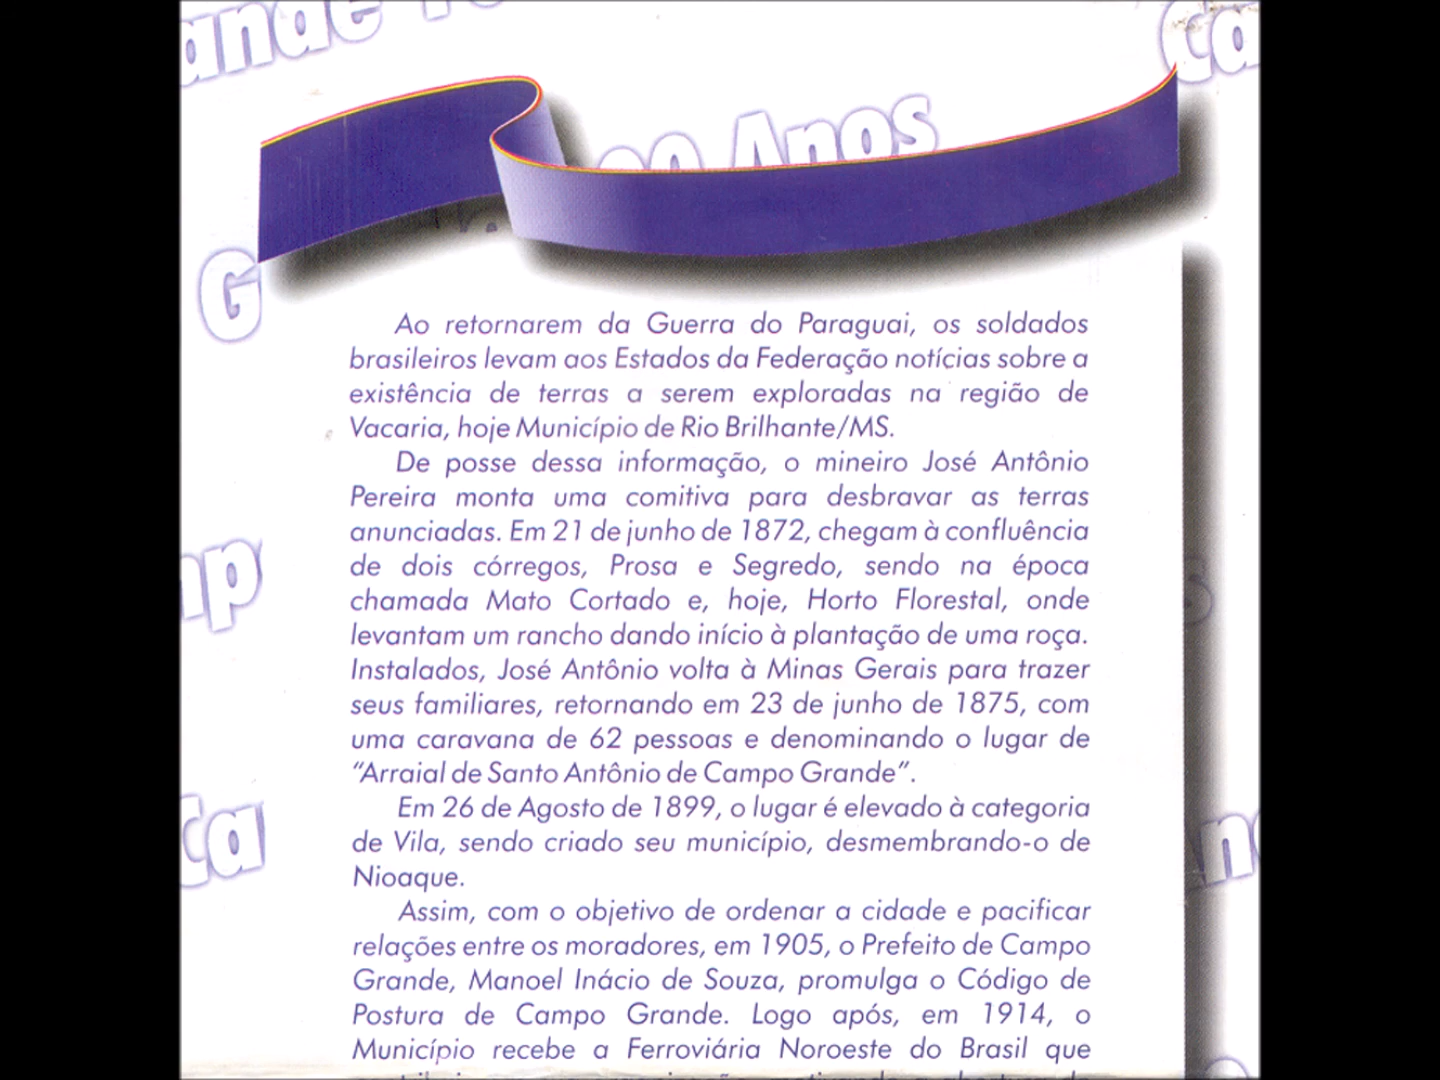 ande
Ca
00 Anos
G
Ao retornarem da Guerra do Paraguai, os soldados
brasileiros levam aos Estados da Federação notícias sobre a
existência de terras a serem exploradas na região de
Vacaria, hoje Município de Rio Brilhante/MS.
De posse dessa informação, o mineiro José Antônio
Pereira monta uma comitiva para desbravar as terras
anunciadas. Em 21 de junho de 1872, chegam à confluência
de dois córregos, Prosa e Segredo, sendo na época
chamada Mato Cortado e, hoje, Horto Florestal, onde
levantam um rancho dando início à plantação de uma roça.
Instalados, José Antônio volta à Minas Gerais para trazer
seus familiares, retornando em 23 de junho de 1875, com
uma caravana de 62 pessoas e denominando o lugar de
“Arraial de Santo Antônio de Campo Grande”.
Em 26 de Agosto de 1899, o lugar é elevado à categoria
de Vila, sendo criado seu município, desmembrando-o de
Nioaque.
Assim, com o objetivo de ordenar a cidade e pacificar
relações entre os moradores, em 1905, o Prefeito de Campo
Grande, Manoel Inácio de Souza, promulga o Código de
Postura de Campo Grande. Logo após, em 1914, o
Município recebe a Ferroviária Noroeste do Brasil que
mp
Ca